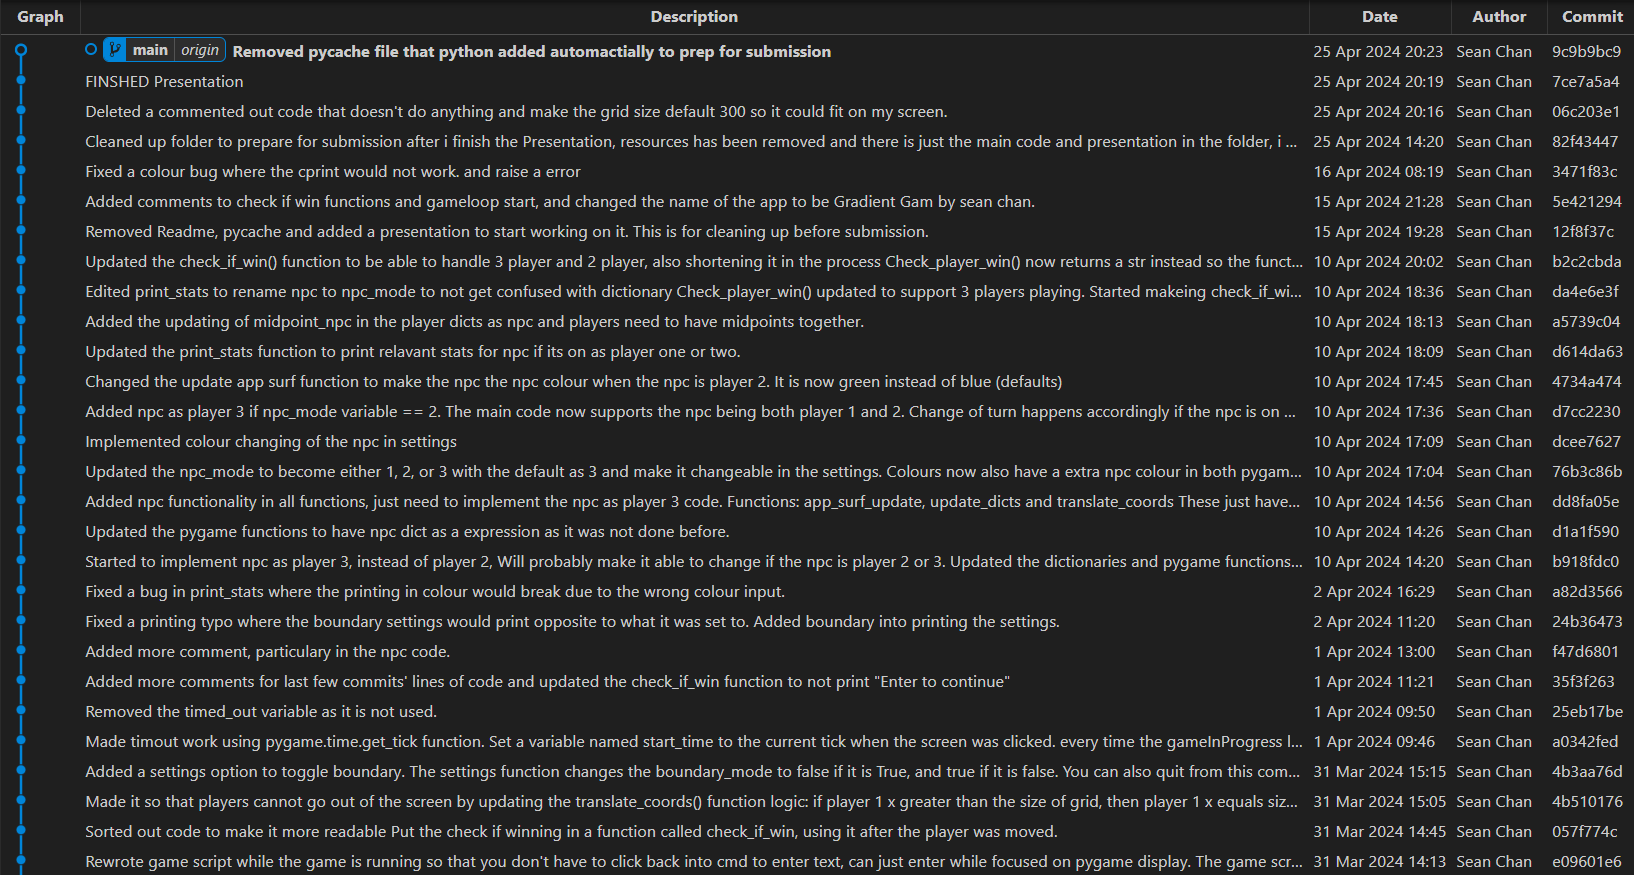 Graph Description Date Author Commit
main origin Removed pycache file that python added automactially to prep for submission 25 Apr 2024 20:23 Sean Chan 9c9b9bc9
FINSHED Presentation 25 Apr 2024 20:19 Sean Chan 7ce7a5a4
Deleted a commented out code that doesn't do anything and make the grid size default 300 so it could fit on my screen. 25 Apr 2024 20:16 Sean Chan 06c203e1
Cleaned up folder to prepare for submission after i finish the Presentation, resources has been removed and there is just the main code and presentation in the folder, i ... 25 Apr 2024 14:20 Sean Chan 82f43447
Fixed a colour bug where the cprint would not work. and raise a error 16 Apr 2024 08:19 Sean Chan 3471f83c
Added comments to check if win functions and gameloop start, and changed the name of the app to be Gradient Gam by sean chan. 15 Apr 2024 21:28 Sean Chan 5e421294
Removed Readme, pycache and added a presentation to start working on it. This is for cleaning up before submission. 15 Apr 2024 19:28 Sean Chan 12f8f37c
Updated the check_if_win() function to be able to handle 3 player and 2 player, also shortening it in the process Check_player_win() now returns a str instead so the funct... 10 Apr 2024 20:02 Sean Chan b2c2cbda
Edited print_stats to rename npc to npc_mode to not get confused with dictionary Check_player_win() updated to support 3 players playing. Started makeing check_if_wi... 10 Apr 2024 18:36 Sean Chan da4e6e3f
Added the updating of midpoint_npc in the player dicts as npc and players need to have midpoints together. 10 Apr 2024 18:13 Sean Chan a5739c04
Updated the print_stats function to print relavant stats for npc if its on as player one or two. 10 Apr 2024 18:09 Sean Chan d614da63
Changed the update app surf function to make the npc the npc colour when the npc is player 2. It is now green instead of blue (defaults) 10 Apr 2024 17:45 Sean Chan 4734a474
Added npc as player 3 if npc_mode variable == 2. The main code now supports the npc being both player 1 and 2. Change of turn happens accordingly if the npc is on ... 10 Apr 2024 17:36 Sean Chan d7cc2230
Implemented colour changing of the npc in settings 10 Apr 2024 17:09 Sean Chan dcee7627
Updated the npc_mode to become either 1, 2, or 3 with the default as 3 and make it changeable in the settings. Colours now also have a extra npc colour in both pygam... 10 Apr 2024 17:04 Sean Chan 76b3c86b
Added npc functionality in all functions, just need to implement the npc as player 3 code. Functions: app_surf_update, update_dicts and translate_coords These just have... 10 Apr 2024 14:56 Sean Chan dd8fa05e
Updated the pygame functions to have npc dict as a expression as it was not done before. 10 Apr 2024 14:26 Sean Chan d1a1f590
Started to implement npc as player 3, instead of player 2, Will probably make it able to change if the npc is player 2 or 3. Updated the dictionaries and pygame functions... 10 Apr 2024 14:20 Sean Chan b918fdc0
Fixed a bug in print_stats where the printing in colour would break due to the wrong colour input. 2 Apr 2024 16:29 Sean Chan a82d3566
Fixed a printing typo where the boundary settings would print opposite to what it was set to. Added boundary into printing the settings. 2 Apr 2024 11:20 Sean Chan 24b36473
Added more comment, particulary in the npc code. 1 Apr 2024 13:00 Sean Chan f47d6801
Added more comments for last few commits' lines of code and updated the check_if_win function to not print "Enter to continue" 1 Apr 2024 11:21 Sean Chan 35f3f263
Removed the timed_out variable as it is not used. 1 Apr 2024 09:50 Sean Chan 25eb17be
Made timout work using pygame.time.get_tick function. Set a variable named start_time to the current tick when the screen was clicked. every time the gameInProgress l... 1 Apr 2024 09:46 Sean Chan a0342fed
Added a settings option to toggle boundary. The settings function changes the boundary_mode to false if it is True, and true if it is false. You can also quit from this com... 31 Mar 2024 15:15 Sean Chan 4b3aa76d
Made it so that players cannot go out of the screen by updating the translate_coords() function logic: if player 1 x greater than the size of grid, then player 1 x equals siz... 31 Mar 2024 15:05 Sean Chan 4b510176
Sorted out code to make it more readable Put the check if winning in a function called check_if_win, using it after the player was moved. 31 Mar 2024 14:45 Sean Chan 057f774c
Rewrote game script while the game is running so that you don't have to click back into cmd to enter text, can just enter while focused on pygame display. The game scr... 31 Mar 2024 14:13 Sean Chan e09601e6